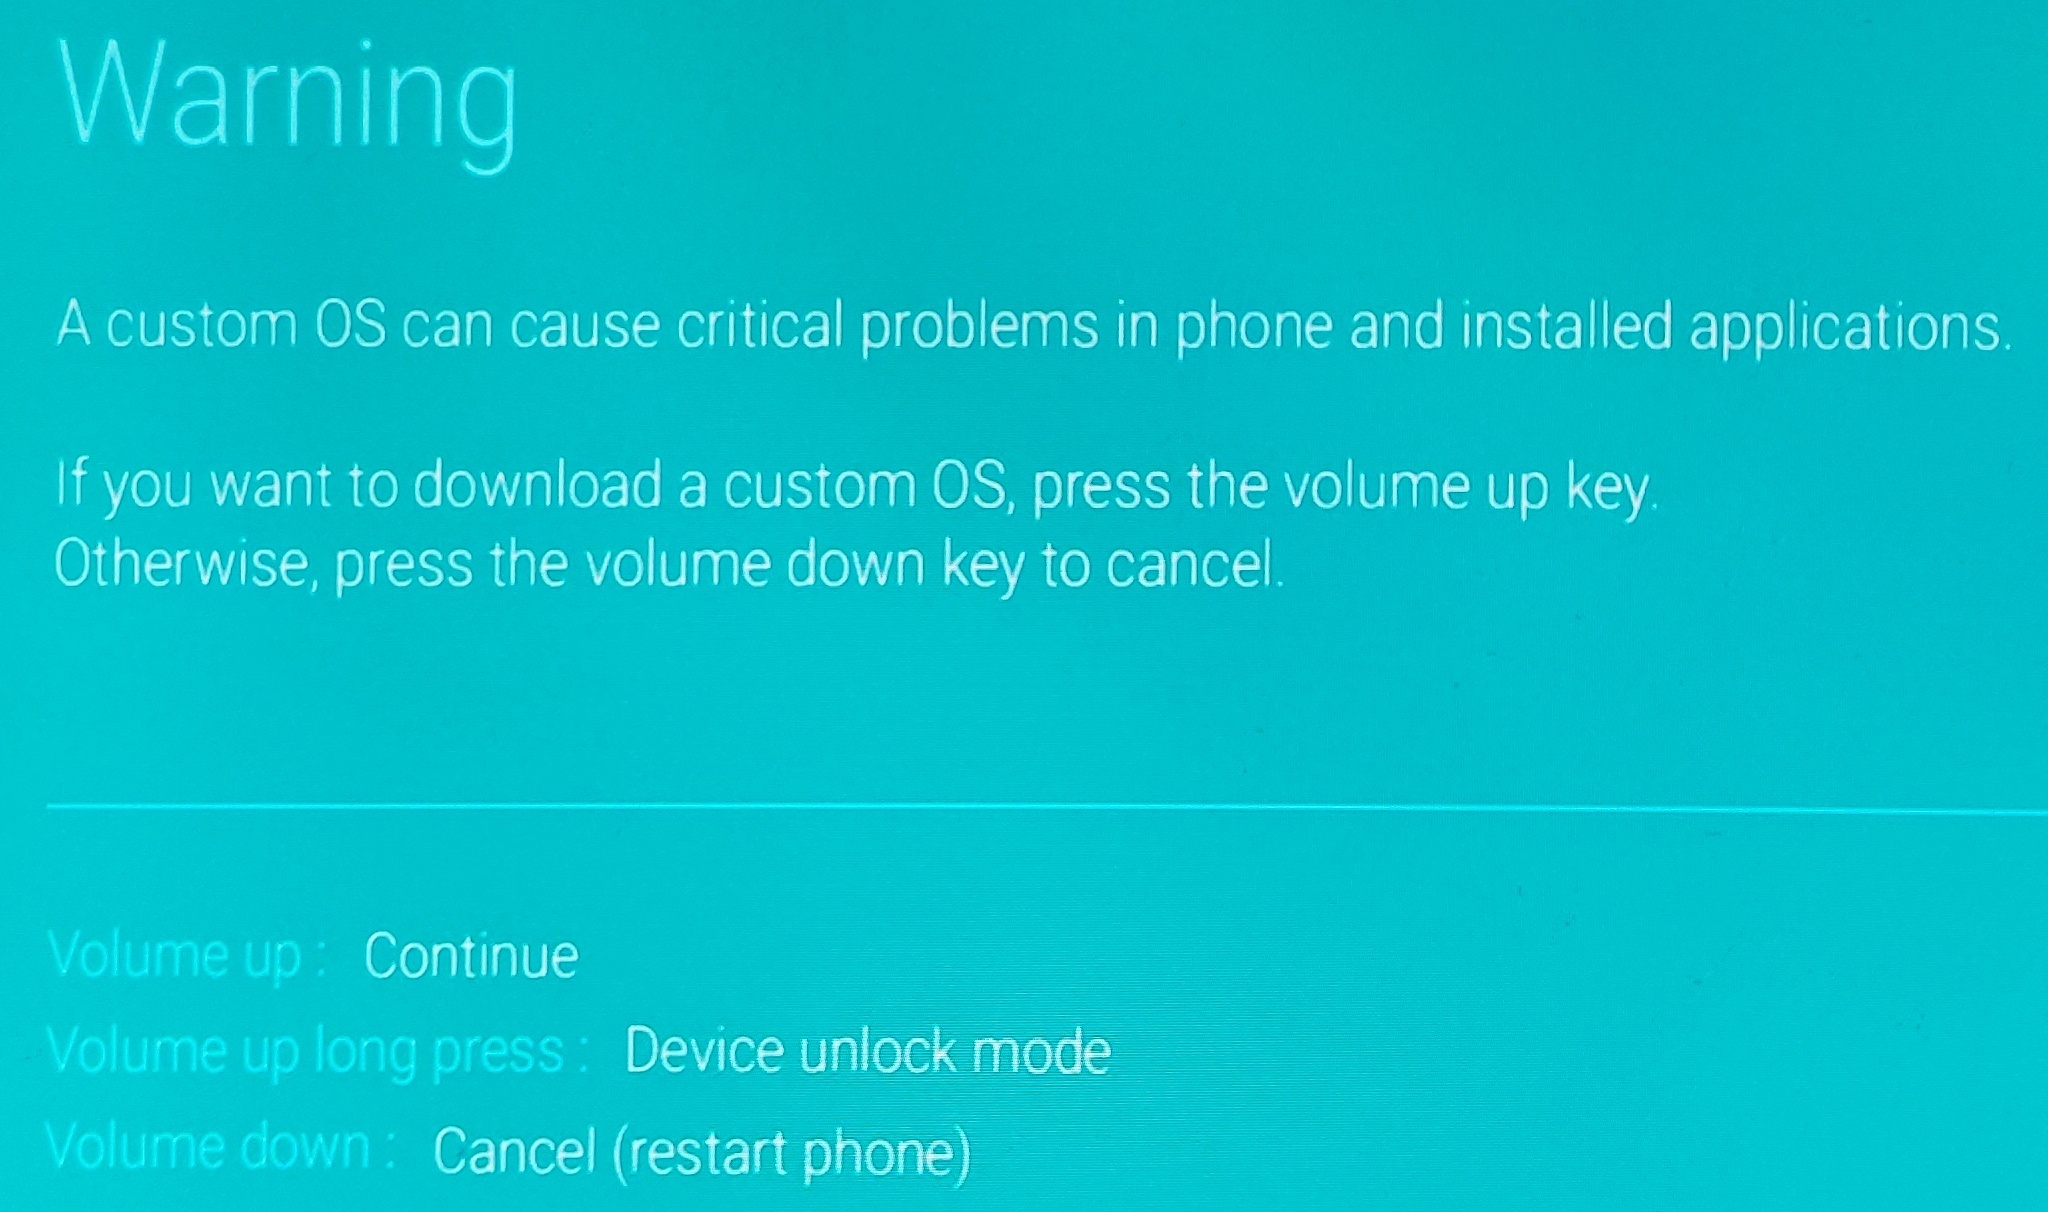 Warning
A custom OS can cause critical problems in phone and installed applications.
If you want to download a custom OS, press the volume up key.
Otherwise, press the volume down key to cancel.
Volume up : Continue
Volume up long press : Device unlock mode
Volume down : Cancel (restart phone)